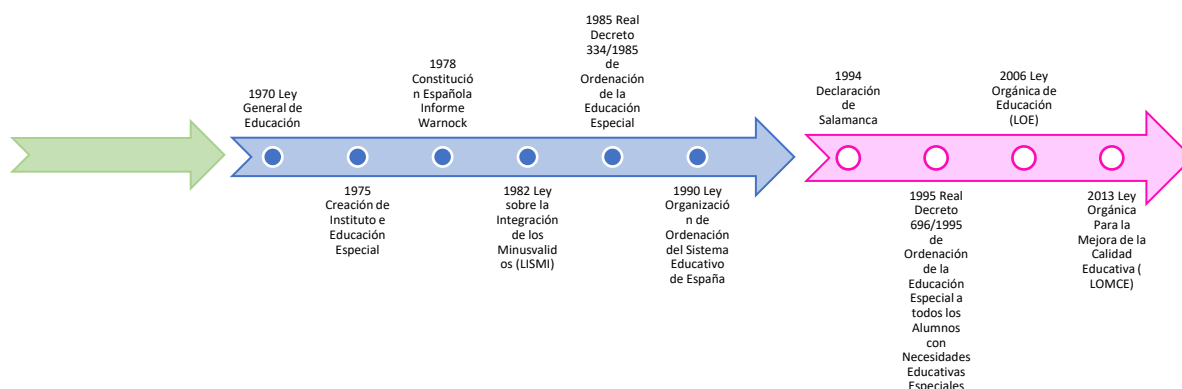 1970 Ley
General de
Educación
1975
Creación de
Instituto e
Educación
Especial
1978
Constitució
n Española
Informe
Warnock
1982 Ley
sobre la
Integración
de los
Minusvalid
os (LISMI)
1985 Real
Decreto
334/1985
de
Ordenación
de la
Educación
Especial
1990 Ley
Organizació
n de
Ordenación
del Sistema
Educativo
de España
1994
Declaración
de
Salamanca
1995 Real
Decreto
696/1995
de
Ordenación
de la
Educación
Especial a
todos los
Alumnos
con
Necesidades
Educativas
Especiales
2006 Ley
Orgánica de
Educación
(LOE)
2013 Ley
Orgánica
Para la
Mejora de la
Calidad
Educativa (
LOMCE)